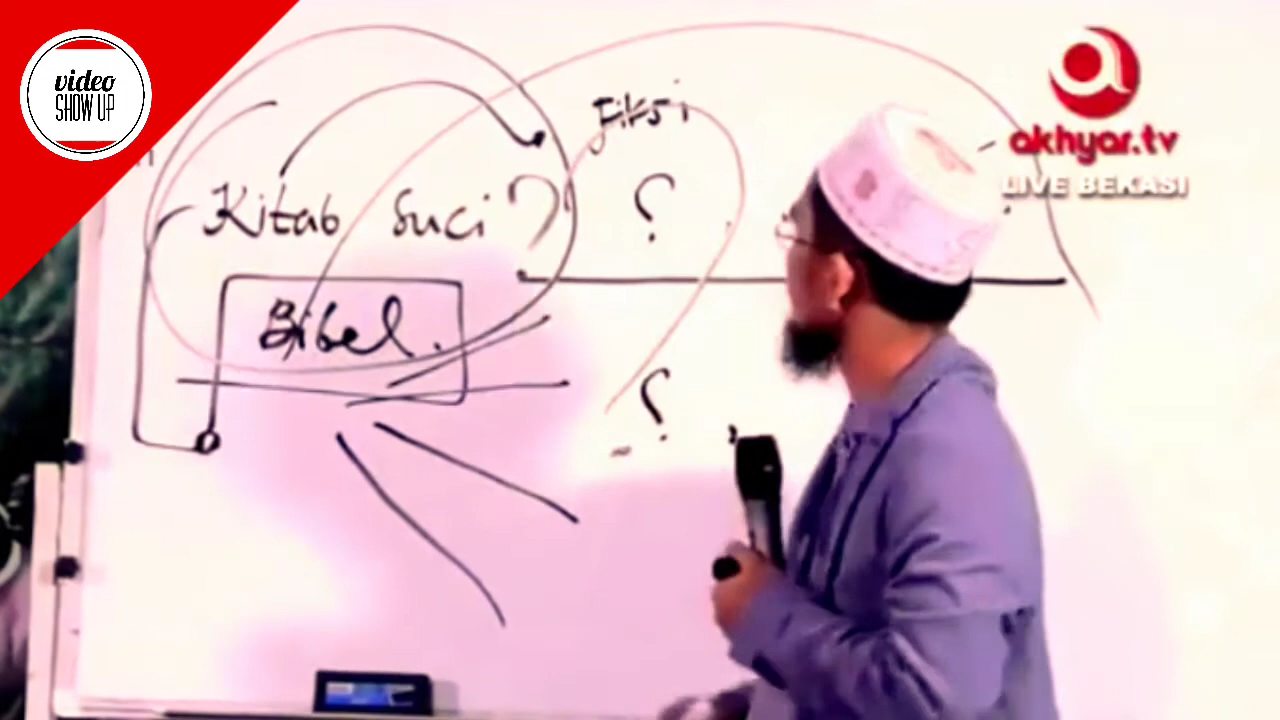 video
SHOW UP
akhyar.tv
LIVE BEKASI
Fiksi
Kitab Suci ?
?
Bibel.
?